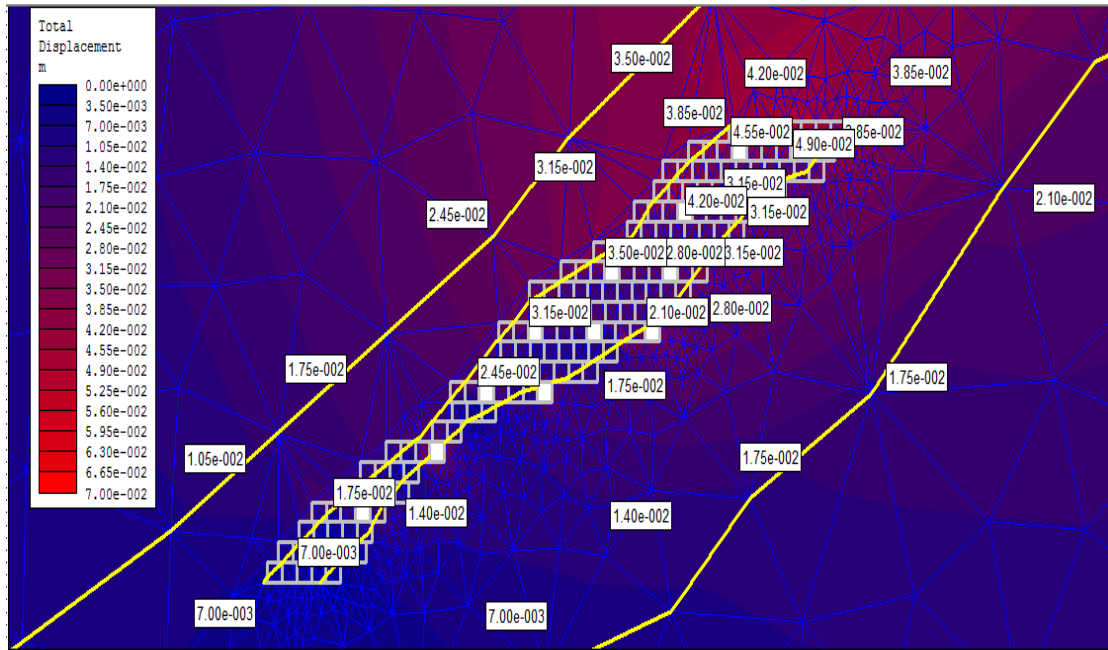 Total
Displacement
m
0.00e+000
3.50e-003
7.00e-003
1.05e-002
1.40e-002
1.75e-002
2.10e-002
2.45e-002
2.80e-002
3.15e-002
3.50e-002
3.85e-002
4.20e-002
4.55e-002
4.90e-002
5.25e-002
5.60e-002
5.95e-002
6.30e-002
6.65e-002
7.00e-002
3.50e-002
4.20e-002
3.85e-002
3.85e-002
4.55e-002
4.90e-002
3.15e-002
3.15e-002
4.20e-002
3.15e-002
2.10e-002
2.45e-002
3.50e-002
2.80e-002
3.15e-002
3.15e-002
2.10e-002
2.80e-002
1.75e-002
2.45e-002
1.75e-002
1.75e-002
1.05e-002
1.75e-002
1.75e-002
1.40e-002
1.40e-002
7.00e-003
7.00e-003
7.00e-003